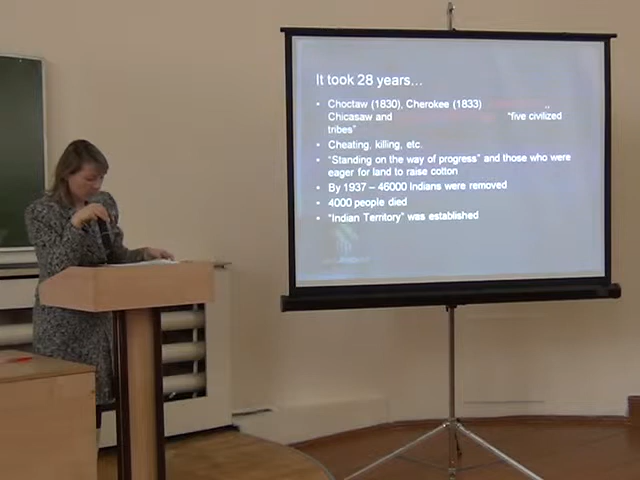 It took 28 years...
• Choctaw (1830), Cherokee (1833)
Chicasaw and "five civilized
tribes"
• Cheating, killing, etc.
• "Standing on the way of progress" and those who were
eager for land to raise cotton
• By 1937 – 46000 Indians were removed
• 4000 people died
• "Indian Territory" was established